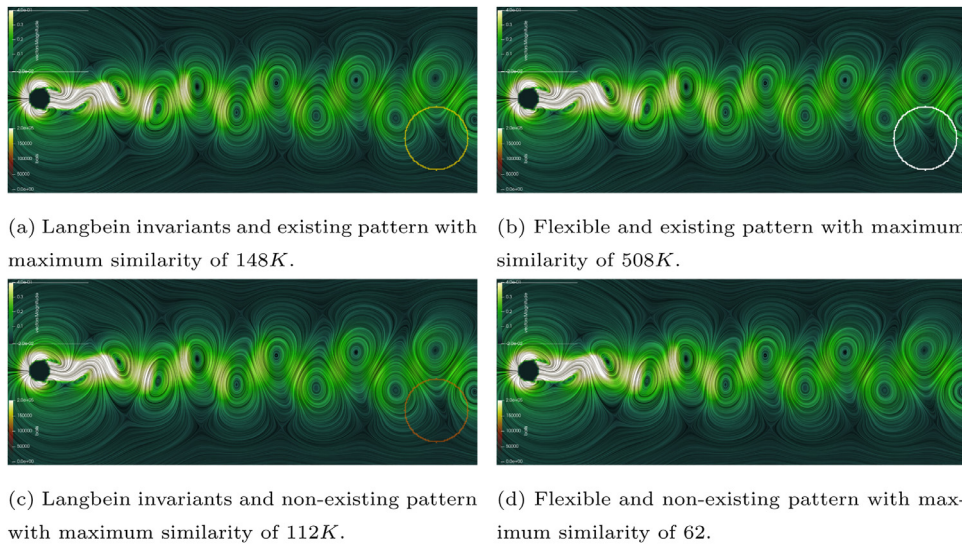 (a) Langbein invariants and existing pattern with
maximum similarity of 148K.
(b) Flexible and existing pattern with maximum
similarity of 508K.
(c) Langbein invariants and non-existing pattern
with maximum similarity of 112K.
(d) Flexible and non-existing pattern with max-
imum similarity of 62.